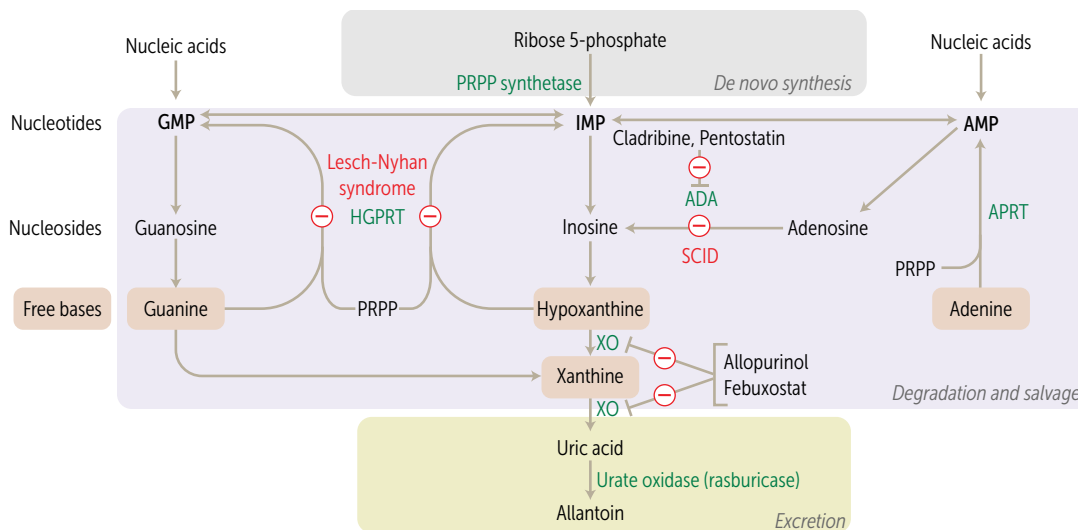 Nucleic acids
Ribose 5-phosphate
Nucleic acids
PRPP synthetase
De novo synthesis
Nucleotides
GMP
IMP
AMP
Cladribine, Pentostatin
Lesch-Nyhan
syndrome
HGPRT
ADA
APRT
Nucleosides
Guanosine
Inosine
Adenosine
SCID
PRPP
Free bases
Guanine
PRPP
Hypoxanthine
Adenine
XO
Allopurinol
Febuxostat
Xanthine
Degradation and salvage
XO
Uric acid
Urate oxidase (rasburicase)
Allantoin
Excretion